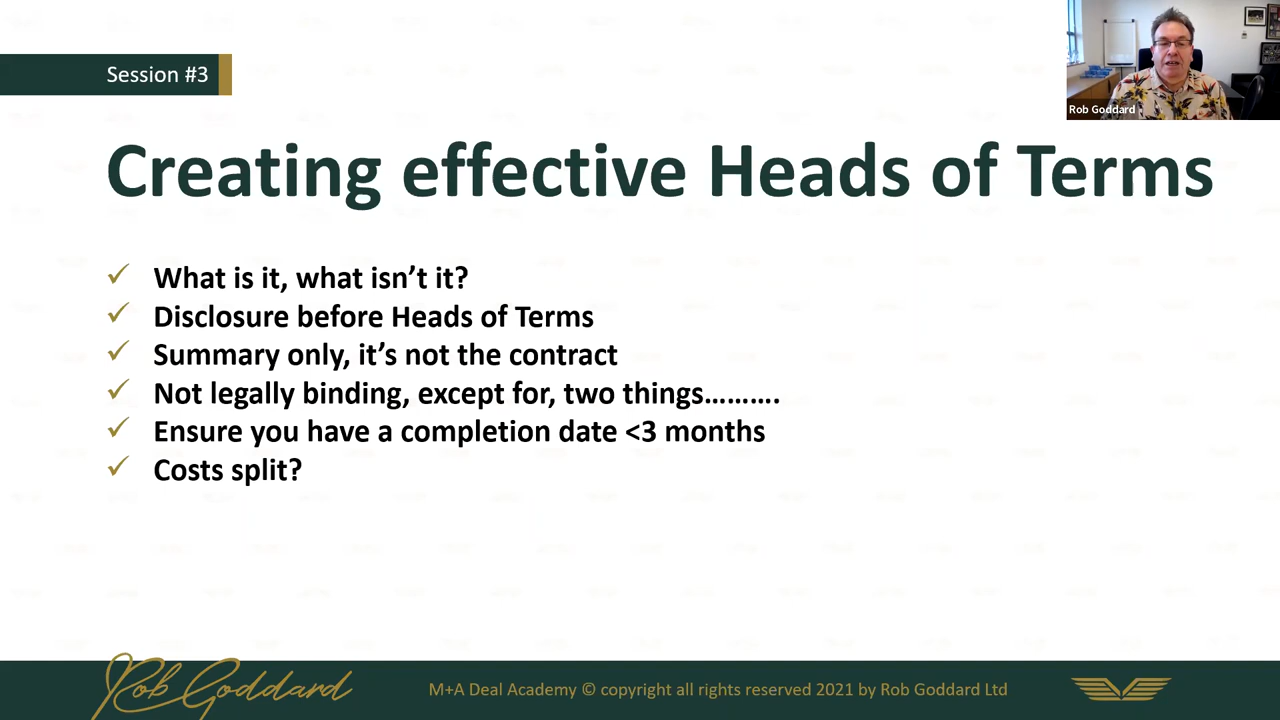 Session #3
Rob Goddard
Creating effective Heads of Terms
✓ What is it, what isn’t it?
✓ Disclosure before Heads of Terms
✓ Summary only, it’s not the contract
✓ Not legally binding, except for, two things……….
✓ Ensure you have a completion date <3 months
✓ Costs split?
Rob Goddard
M+A Deal Academy © copyright all rights reserved 2021 by Rob Goddard Ltd